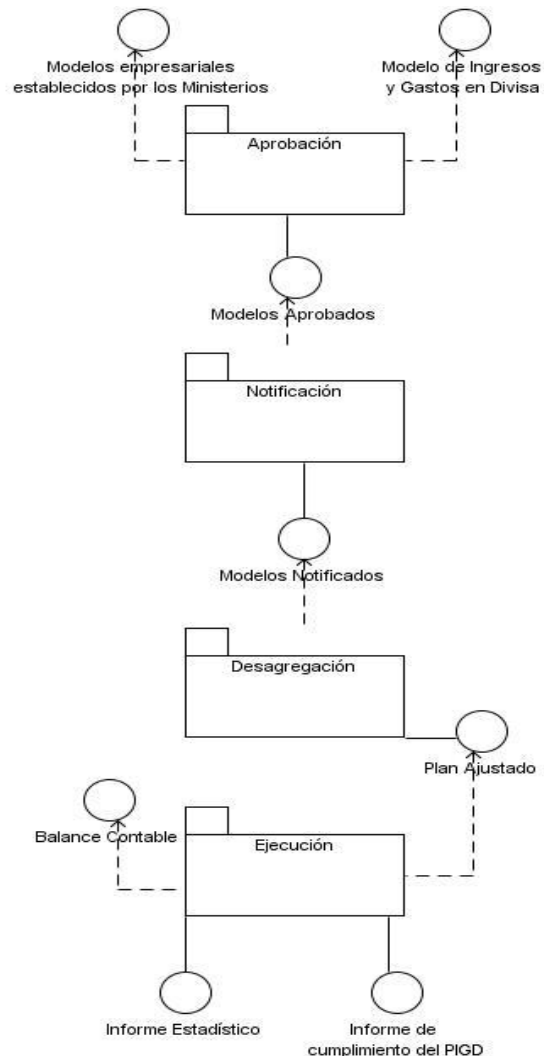 Modelos empresariales
establecidos por los Ministerios
Modelo de Ingresos
y Gastos en Divisa
Aprobación
Modelos Aprobados
Notificación
Modelos Notificados
Desagregación
Plan Ajustado
Balance Contable
Ejecución
Informe Estadístico
Informe de
cumplimiento del PIGD